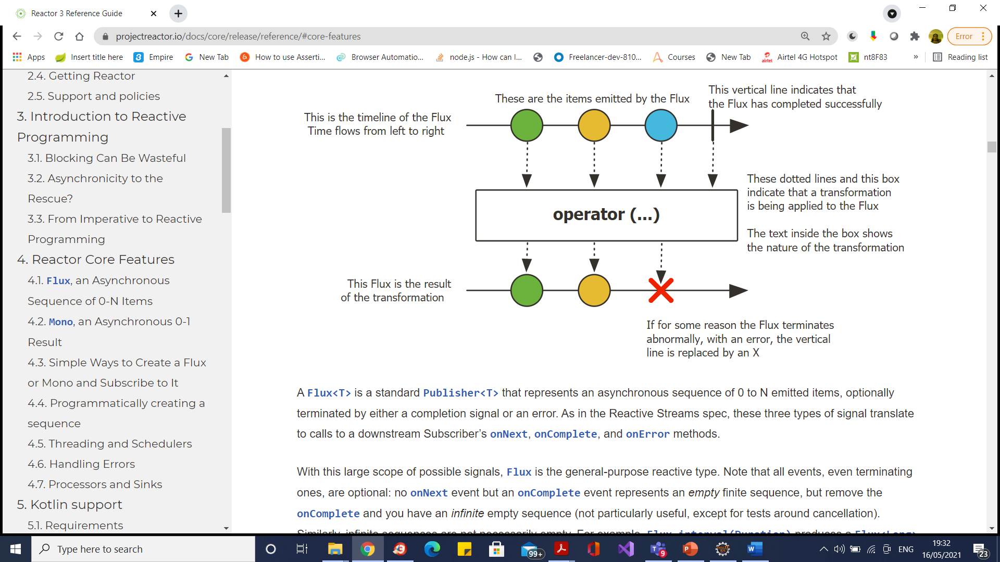 Reactor 3 Reference Guide
projectreactor.io/docs/core/release/reference/#core-features
Error
Apps
Insert title here
Empire
New Tab
How to use Asserti...
Browser Automatio...
node.js - How can I...
Freelancer-dev-810...
Courses
New Tab
Airtel 4G Hotspot
nt8F83
»
Reading list
2.4. Getting Reactor
2.5. Support and policies
3. Introduction to Reactive
Programming
3.1. Blocking Can Be Wasteful
3.2. Asynchronicity to the
Rescue?
3.3. From Imperative to Reactive
Programming
4. Reactor Core Features
4.1. Flux, an Asynchronous
Sequence of 0-N Items
4.2. Mono, an Asynchronous 0-1
Result
4.3. Simple Ways to Create a Flux
or Mono and Subscribe to It
4.4. Programmatically creating a
sequence
4.5. Threading and Schedulers
4.6. Handling Errors
4.7. Processors and Sinks
5. Kotlin support
5.1. Requirements
This is the timeline of the Flux
Time flows from left to right
These are the items emitted by the Flux
This vertical line indicates that
the Flux has completed successfully
operator (...)
These dotted lines and this box
indicate that a transformation
is being applied to the Flux
The text inside the box shows
the nature of the transformation
This Flux is the result
of the transformation
If for some reason the Flux terminates
abnormally, with an error, the vertical
line is replaced by an X
A Flux<T> is a standard Publisher<T> that represents an asynchronous sequence of 0 to N emitted items, optionally
terminated by either a completion signal or an error. As in the Reactive Streams spec, these three types of signal translate
to calls to a downstream Subscriber’s onNext, onComplete, and onError methods.
With this large scope of possible signals, Flux is the general-purpose reactive type. Note that all events, even terminating
ones, are optional: no onNext event but an onComplete event represents an empty finite sequence, but remove the
onComplete and you have an infinite empty sequence (not particularly useful, except for tests around cancellation).
Similarly, infinite sequences are not necessarily empty. For example, Flux.interval(Duration) produces a Flux<Long>
Type here to search
99+
9
ENG
19:32
16/05/2021
23